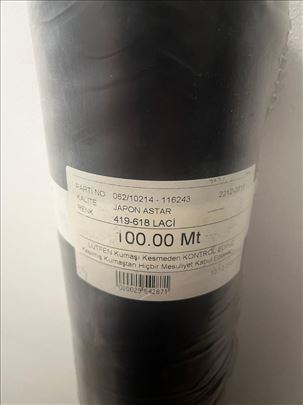 PARTİ NO 062/10214 - 116243
KALİTE JAPON ASTAR
RENK 419-618 LACİ
100.00 Mt
LÜTFEN Kumaşı Kesmeden KONTROL EDİNİZ
Kesilmiş Kumaştan Hiçbir Mesuliyet Kabul Edilmez